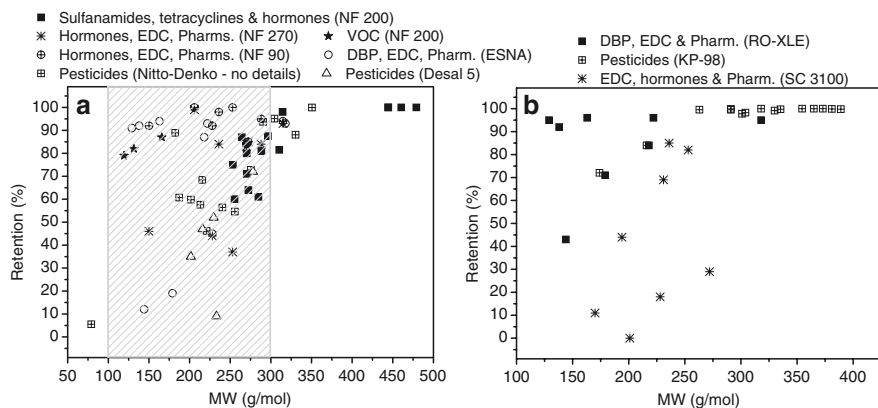 Sulfanamides, tetracyclines & hormones (NF 200)
Hormones, EDC, Pharms. (NF 270)
VOC (NF 200)
Hormones, EDC, Pharms. (NF 90)
DBP, EDC, Pharm. (ESNA)
Pesticides (Nitto-Denko - no details)
Pesticides (Desal 5)
a
100
90
80
70
60
50
40
30
20
10
0
Retention (%)
50 100 150 200 250 300 350 400 450 500
MW (g/mol)
DBP, EDC & Pharm. (RO-XLE)
Pesticides (KP-98)
EDC, hormones & Pharm. (SC 3100)
b
100
90
80
70
60
50
40
30
20
10
0
Retention (%)
100 150 200 250 300 350 400
MW (g/mol)